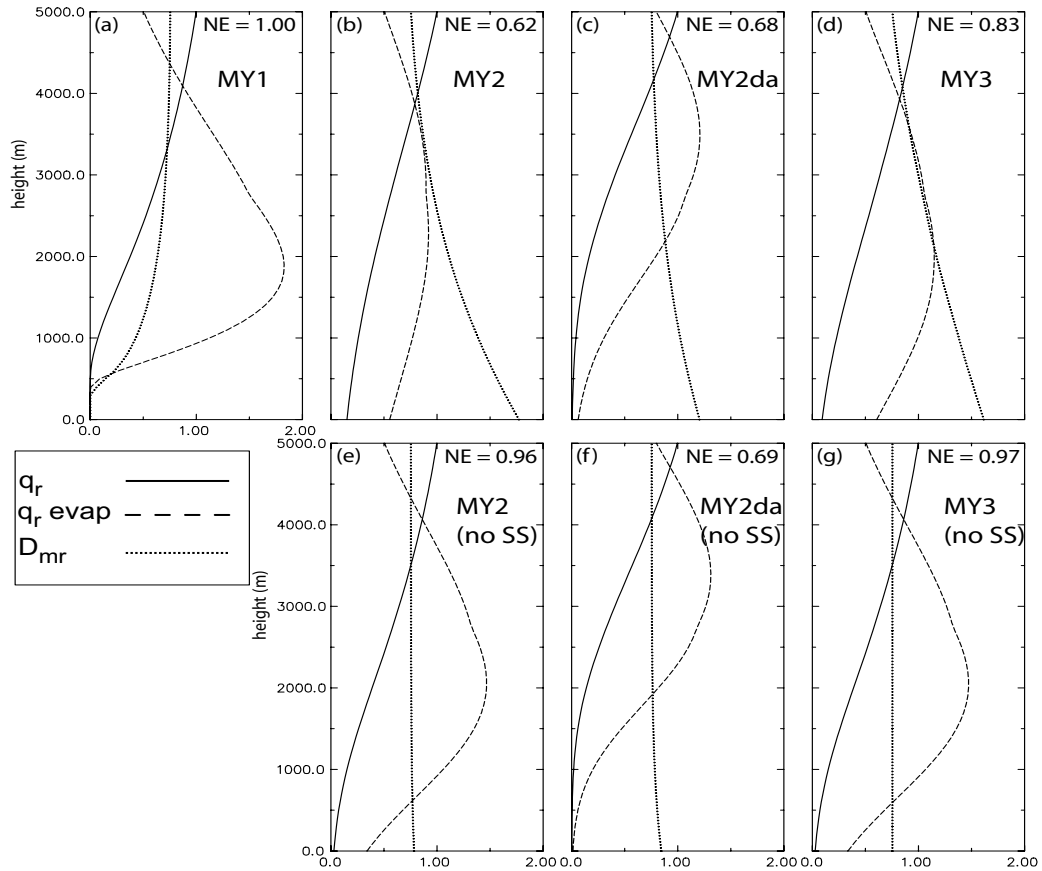 (a) NE = 1.00
MY1
(b) NE = 0.62
MY2
(c) NE = 0.68
MY2da
(d) NE = 0.83
MY3
height (m)
5000.0
4000.0
3000.0
2000.0
1000.0
0.0
0.0 1.00 2.00
(e) NE = 0.96
MY2
(no SS)
(f) NE = 0.69
MY2da
(no SS)
(g) NE = 0.97
MY3
(no SS)
height (m)
5000.0
4000.0
3000.0
2000.0
1000.0
0.0
0.0 1.00 2.00 0.0 1.00 2.00 0.0 1.00 2.00
qr
qr evap
Dmr